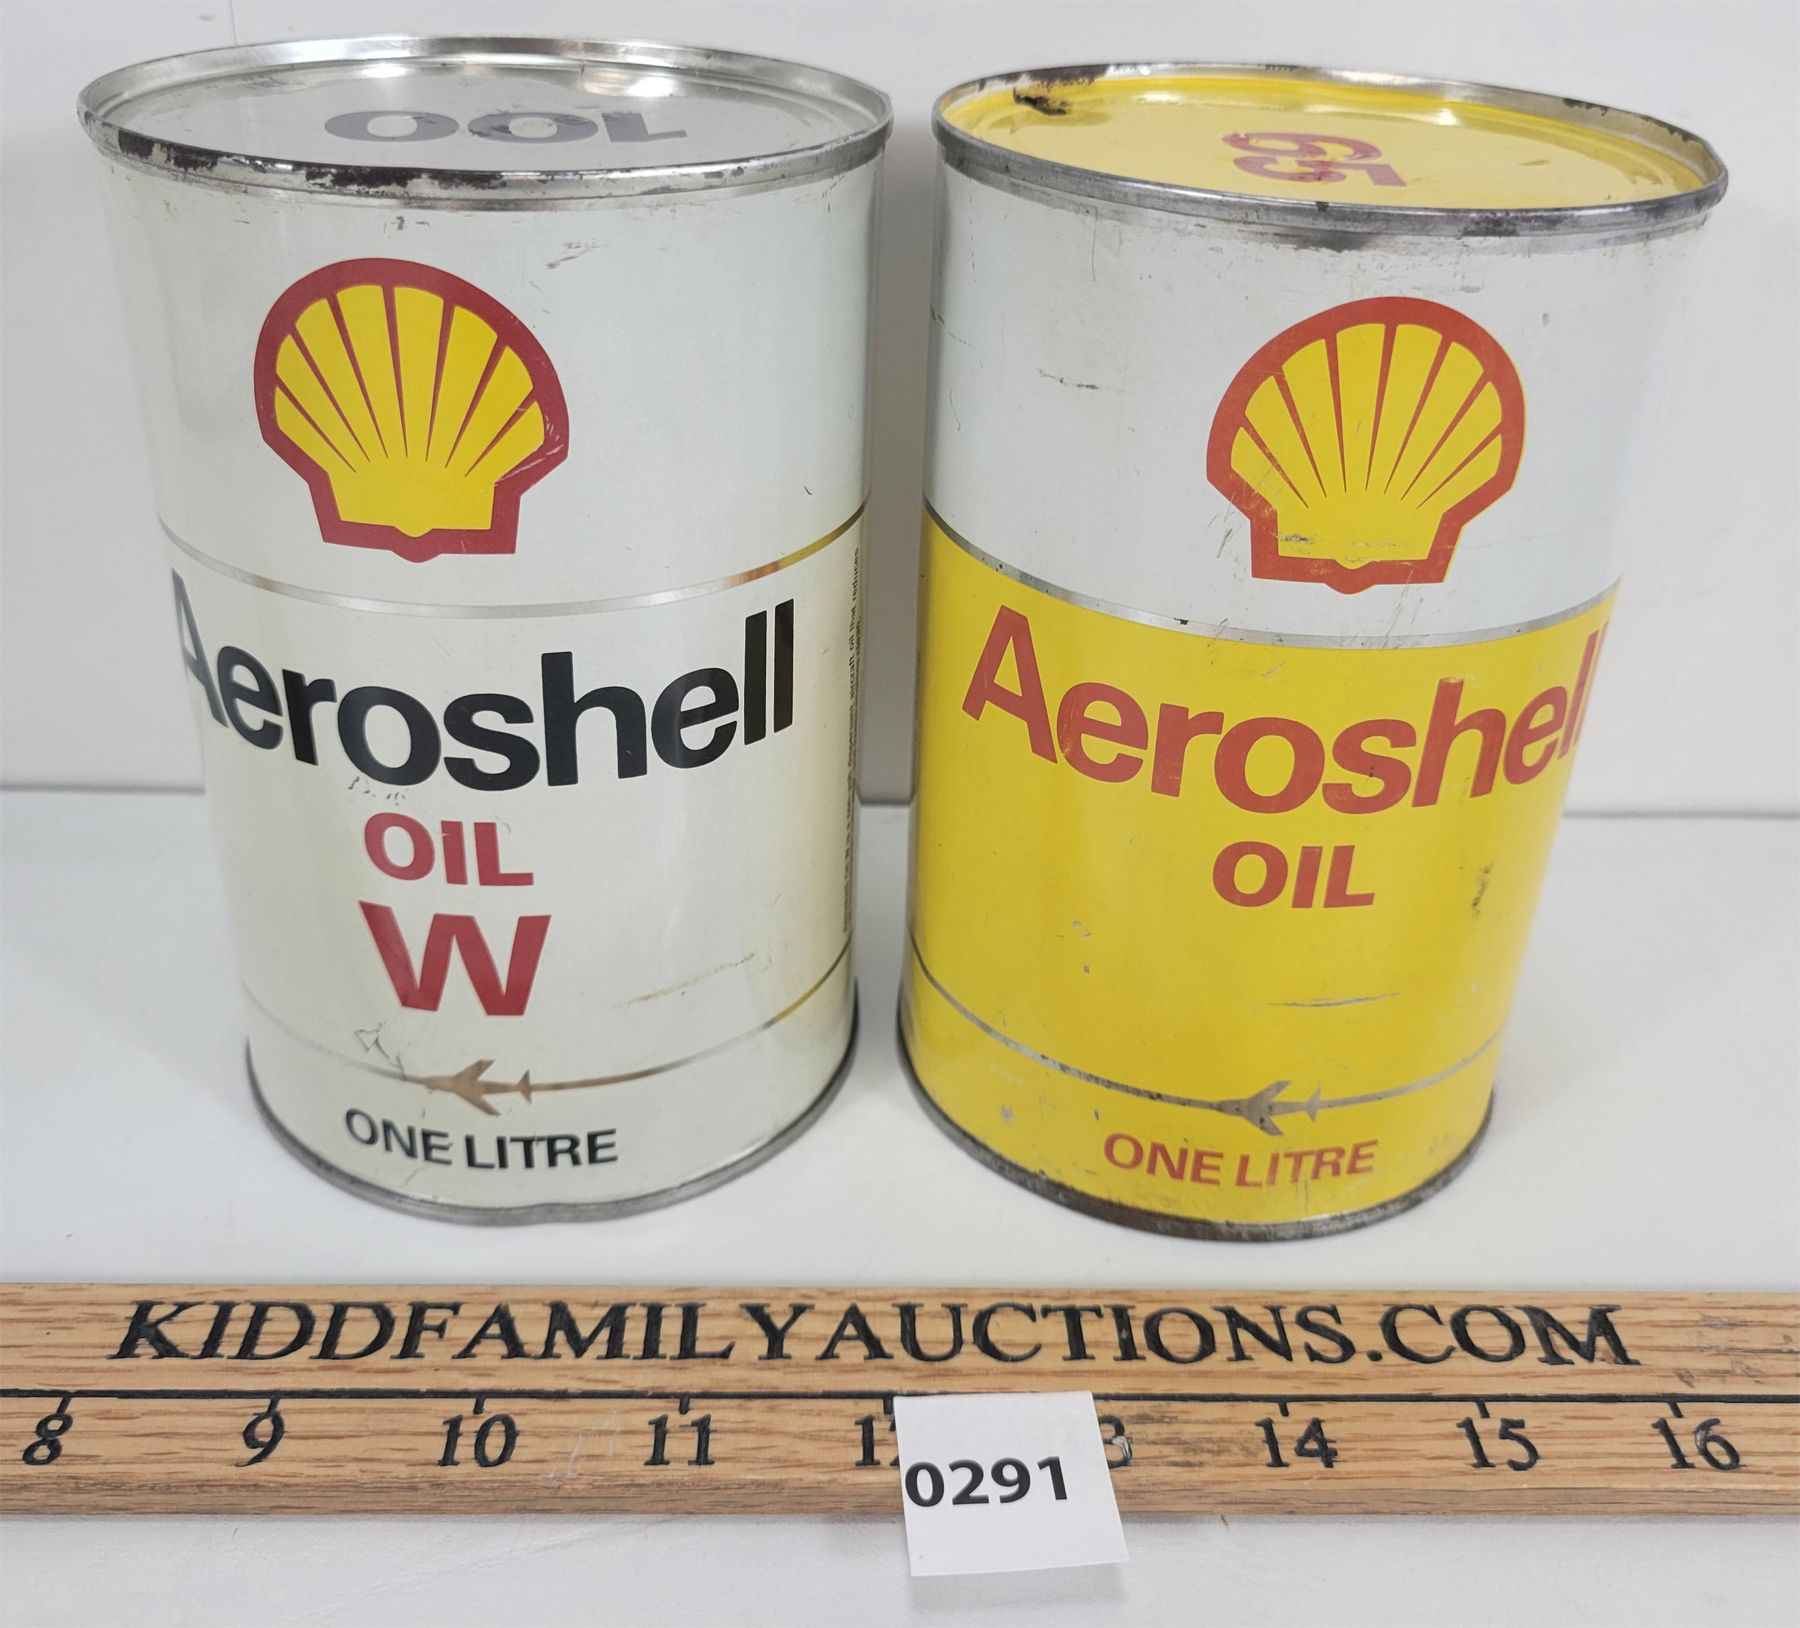 100
65
Aeroshell
OIL
W
ONE LITRE
Aeroshell
OIL
ONE LITRE
KIDDFAMILYAUCTIONS.COM
8 9 10 11 14 15 16
0291